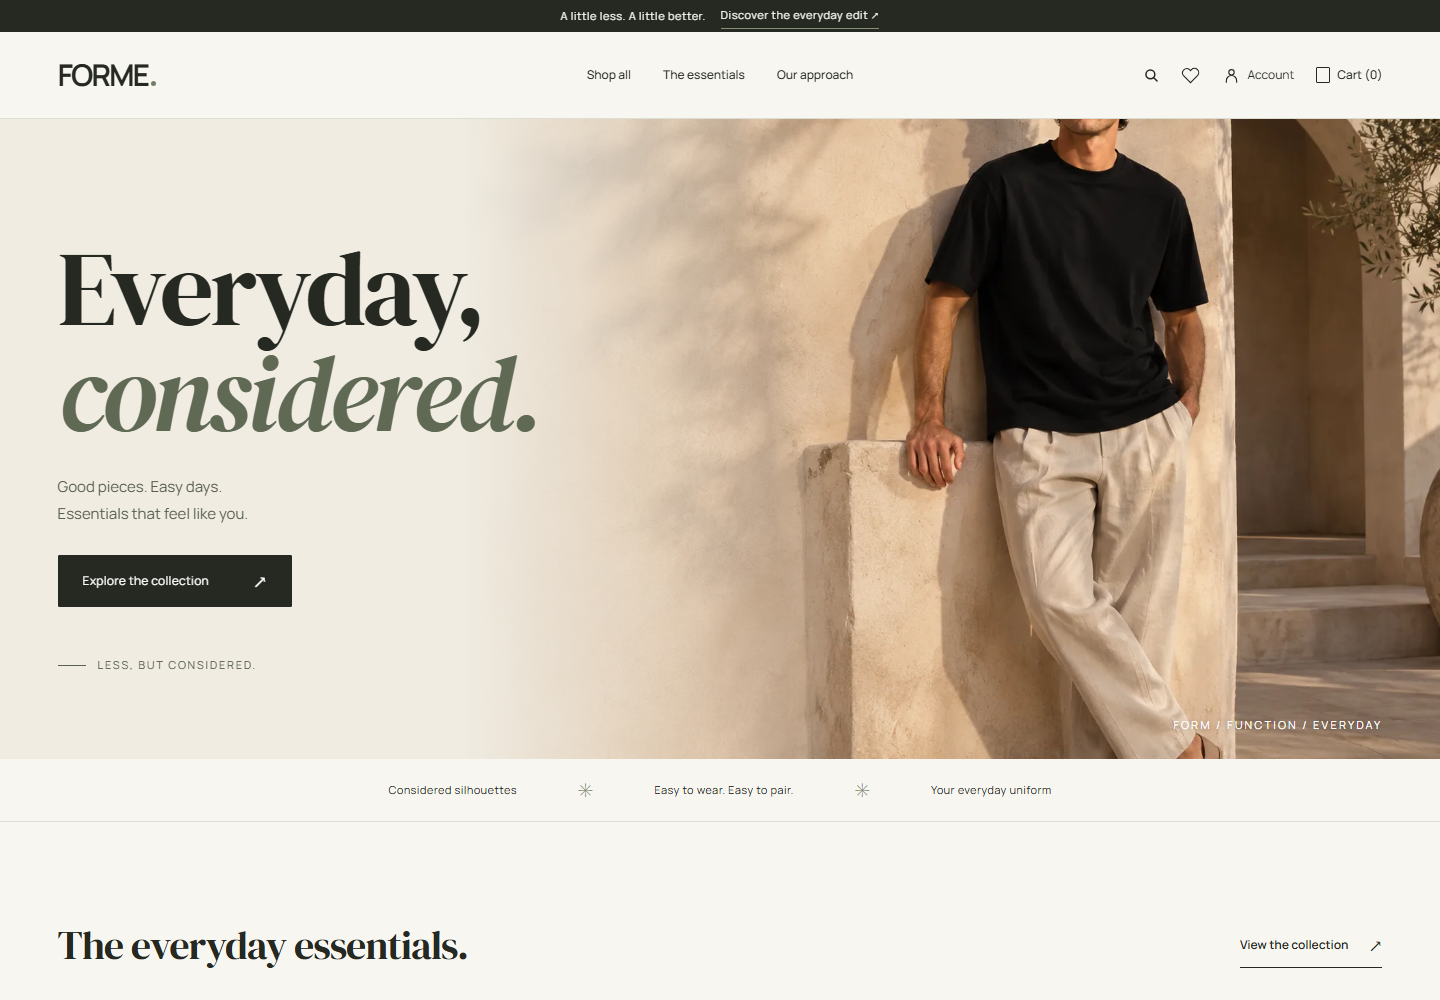 A little less. A little better. Discover the everyday edit ↗
FORME.
Shop all The essentials Our approach
Account Cart (0)
Everyday,
considered.
Good pieces. Easy days.
Essentials that feel like you.
Explore the collection ↗
LESS, BUT CONSIDERED.
FORM / FUNCTION / EVERYDAY
Considered silhouettes Easy to wear. Easy to pair. Your everyday uniform
The everyday essentials.
View the collection ↗